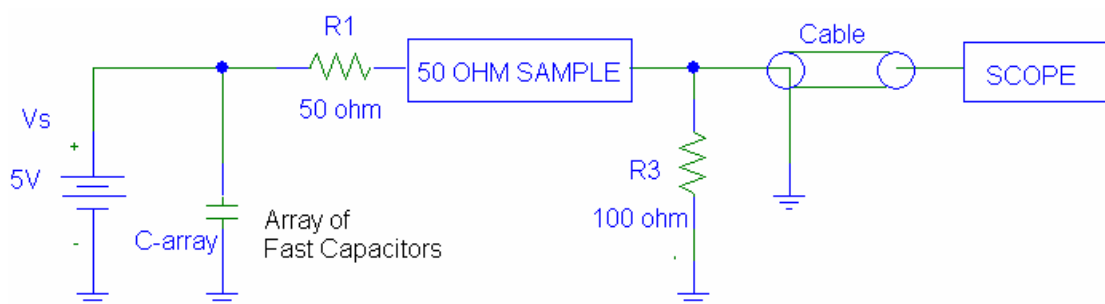 R1
50 ohm
50 OHM SAMPLE
Cable
SCOPE
Vs
+
5V
-
C-array
Array of
Fast Capacitors
R3
100 ohm